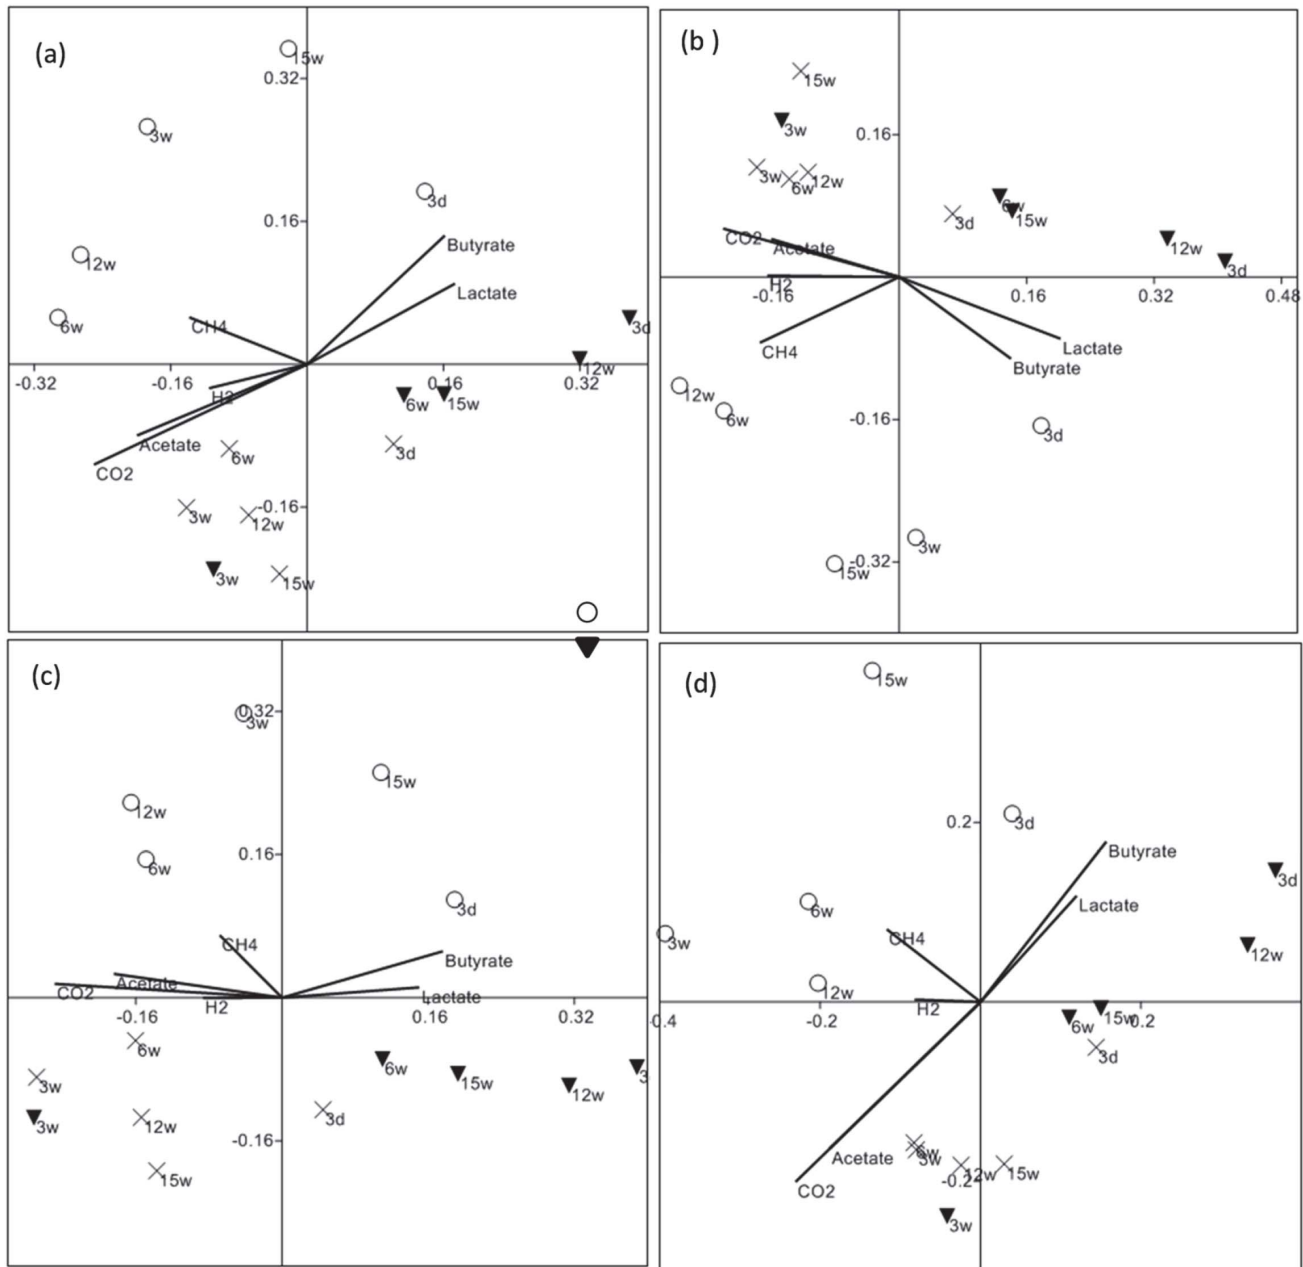 (a)
15w
0.32
3w
3d
0.16
Butyrate
12w
Lactate
6w
CH4
3d
-0.32
-0.16
0.16
0.32
12w
H2
6w
15w
Acetate
6w
3d
CO2
-0.16
3w
12w
3w
15w
(b )
15w
3w
0.16
3w
6w
12w
3d
6w
15w
CO2
Acetate
12w
3d
H2
-0.16
0.16
0.32
0.48
CH4
Lactate
Butyrate
12w
6w
-0.16
3d
3w
-0.32
15w
(c)
0.32
3w
15w
12w
0.16
6w
3d
CH4
Butyrate
Acetate
CO2
Lactate
H2
-0.16
0.16
0.32
6w
6w
15w
3
3w
12w
3w
12w
3d
-0.16
15w
(d)
15w
0.2
3d
Butyrate
3d
6w
Lactate
3w
CH4
12w
12w
H2
0.4
-0.2
6w
15w
0.2
3d
6w
3w
Acetate
12w
15w
-0.2
CO2
3w